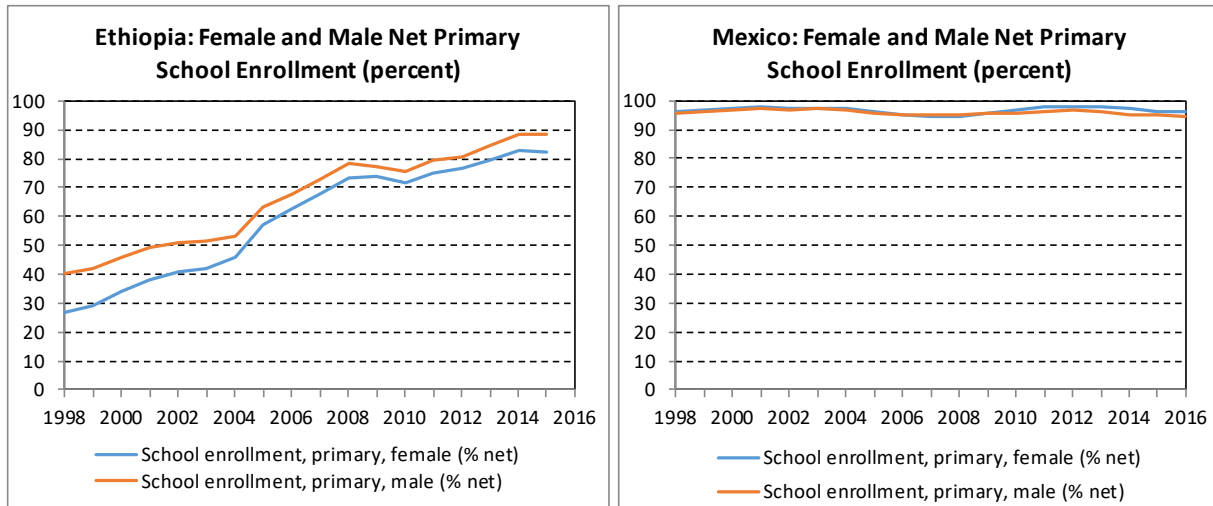 Ethiopia: Female and Male Net Primary
School Enrollment (percent)
100
90
80
70
60
50
40
30
20
10
0
1998 2000 2002 2004 2006 2008 2010 2012 2014 2016
School enrollment, primary, female (% net)
School enrollment, primary, male (% net)
Mexico: Female and Male Net Primary
School Enrollment (percent)
100
90
80
70
60
50
40
30
20
10
0
1998 2000 2002 2004 2006 2008 2010 2012 2014 2016
School enrollment, primary, female (% net)
School enrollment, primary, male (% net)